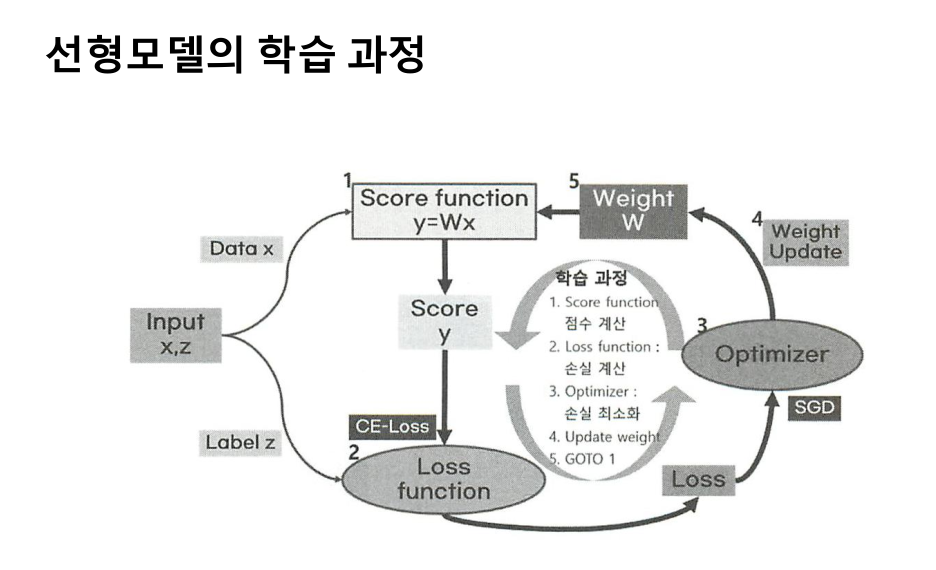 선형모델의 학습 과정
1
Score function
y=Wx
5
Weight
W
4
Weight
Update
Data x
Score
y
Input
x,z
학습 과정
1. Score function
점수 계산
2. Loss function :
손실 계산
3. Optimizer :
손실 최소화
4. Update weight
5. GOTO 1
3
Optimizer
SGD
CE-Loss
Label z
2
Loss
function
Loss